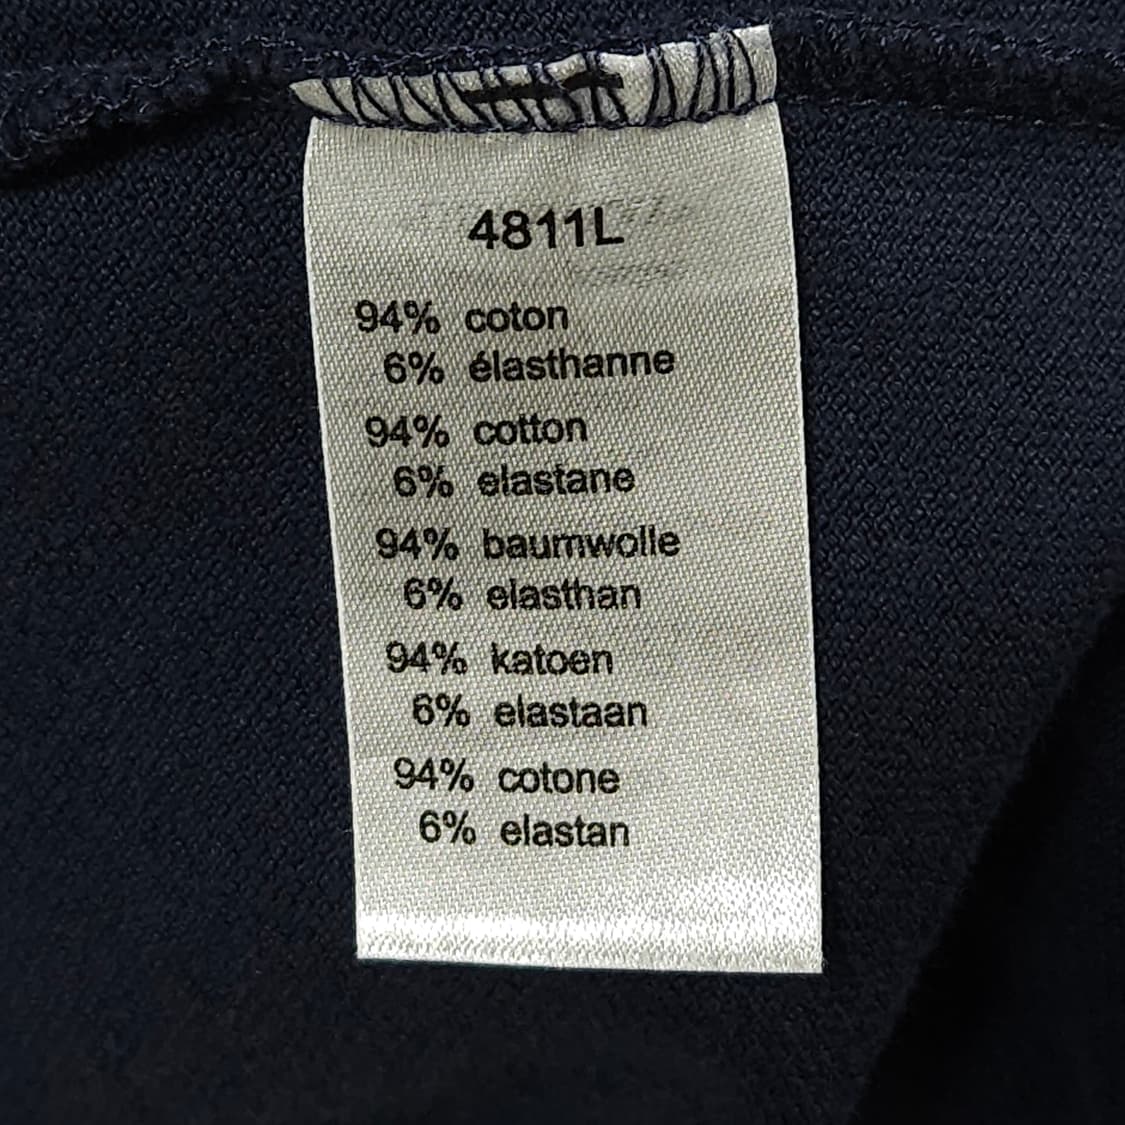 4811L
94% coton
6% élasthanne
94% cotton
6% elastane
94% baumwolle
6% elasthan
94% katoen
6% elastaan
94% cotone
6% elastan